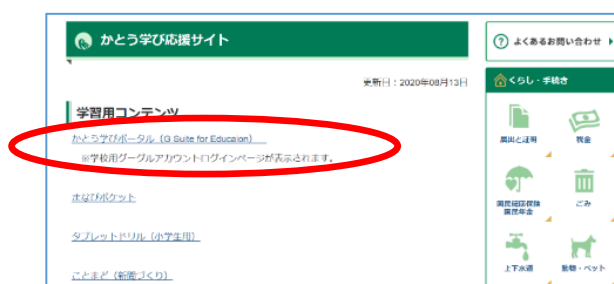 かとう学び応援サイト
更新日：2020年08月13日
学習用コンテンツ
かとう学びポータル（G Suite for Educaion）
※学校用グーグルアカウントログインページが表示されます。
まなびポケット
タブレットドリル（小学生用）
ことまど（新聞づくり）
よくあるお問い合わせ
くらし・手続き
届出と証明
税金
国民健康保険
国民年金
ごみ
上下水道
動物・ペット